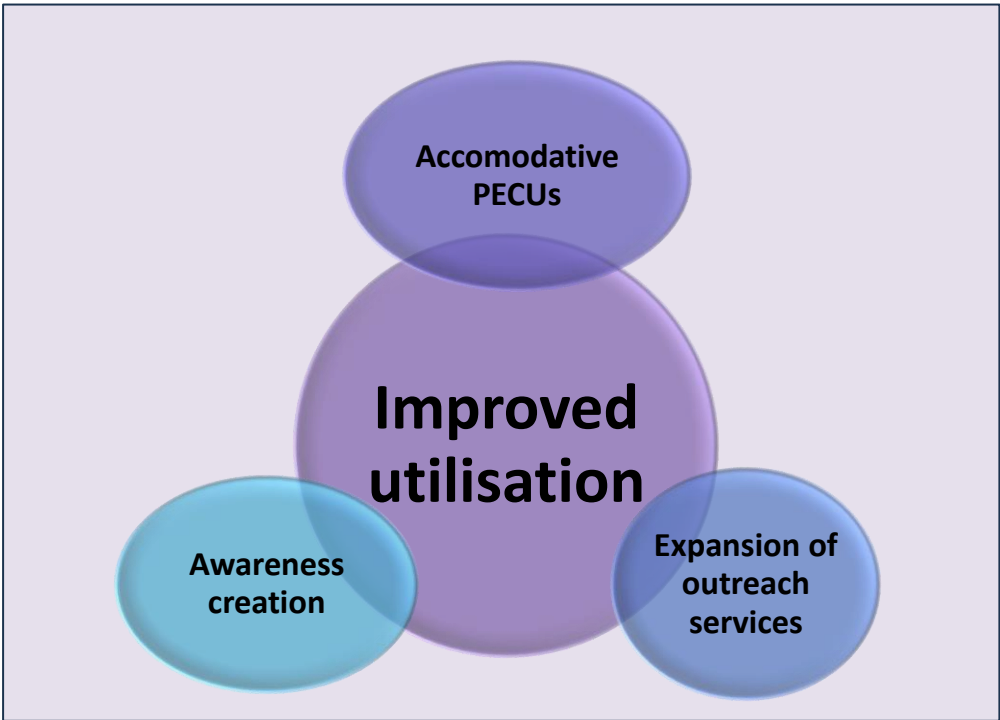 Accomodative
PECUs
Improved
utilisation
Awareness
creation
Expansion of
outreach
services